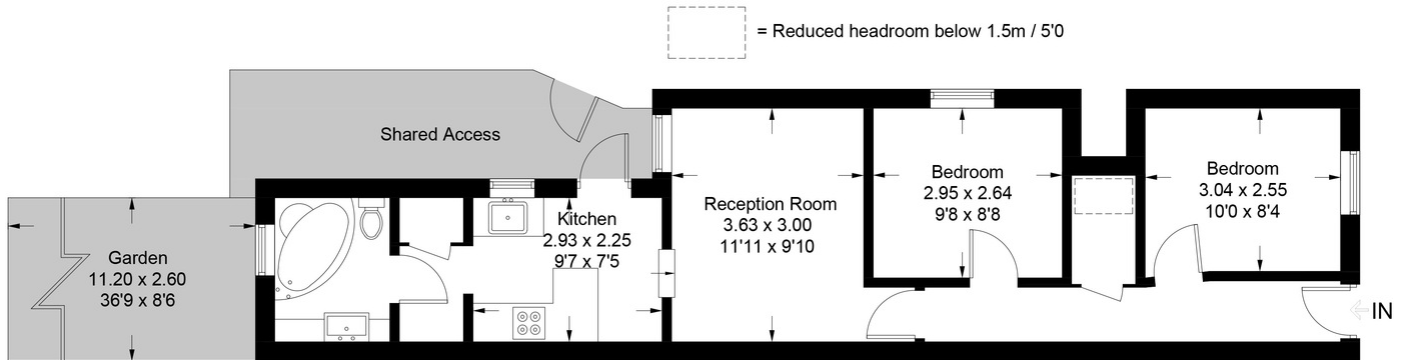 = Reduced headroom below 1.5m / 5'0
Shared Access
Garden
11.20 x 2.60
36'9 x 8'6
Kitchen
2.93 x 2.25
9'7 x 7'5
Reception Room
3.63 x 3.00
11'11 x 9'10
Bedroom
2.95 x 2.64
9'8 x 8'8
Bedroom
3.04 x 2.55
10'0 x 8'4
IN